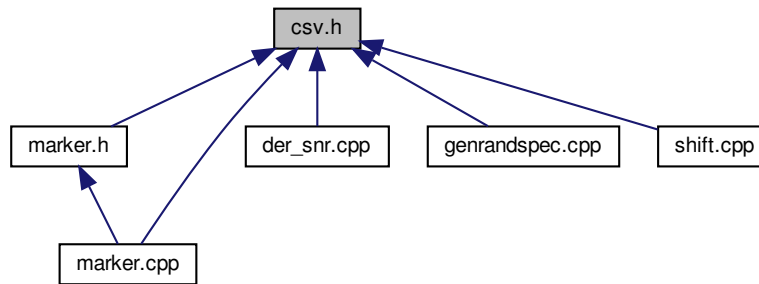 csv.h
marker.h
der_snr.cpp
genrandspec.cpp
shift.cpp
marker.cpp